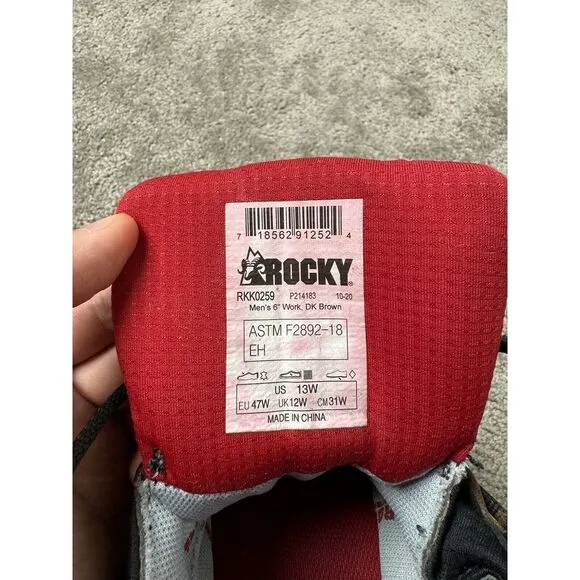 7 18562 91252 4
ROCKY®
RKK0259 P214183 10-20
Men's 6" Work, DK Brown
ASTM F2892-18
EH
US 13W
EU 47W UK 12W CM 31W
MADE IN CHINA